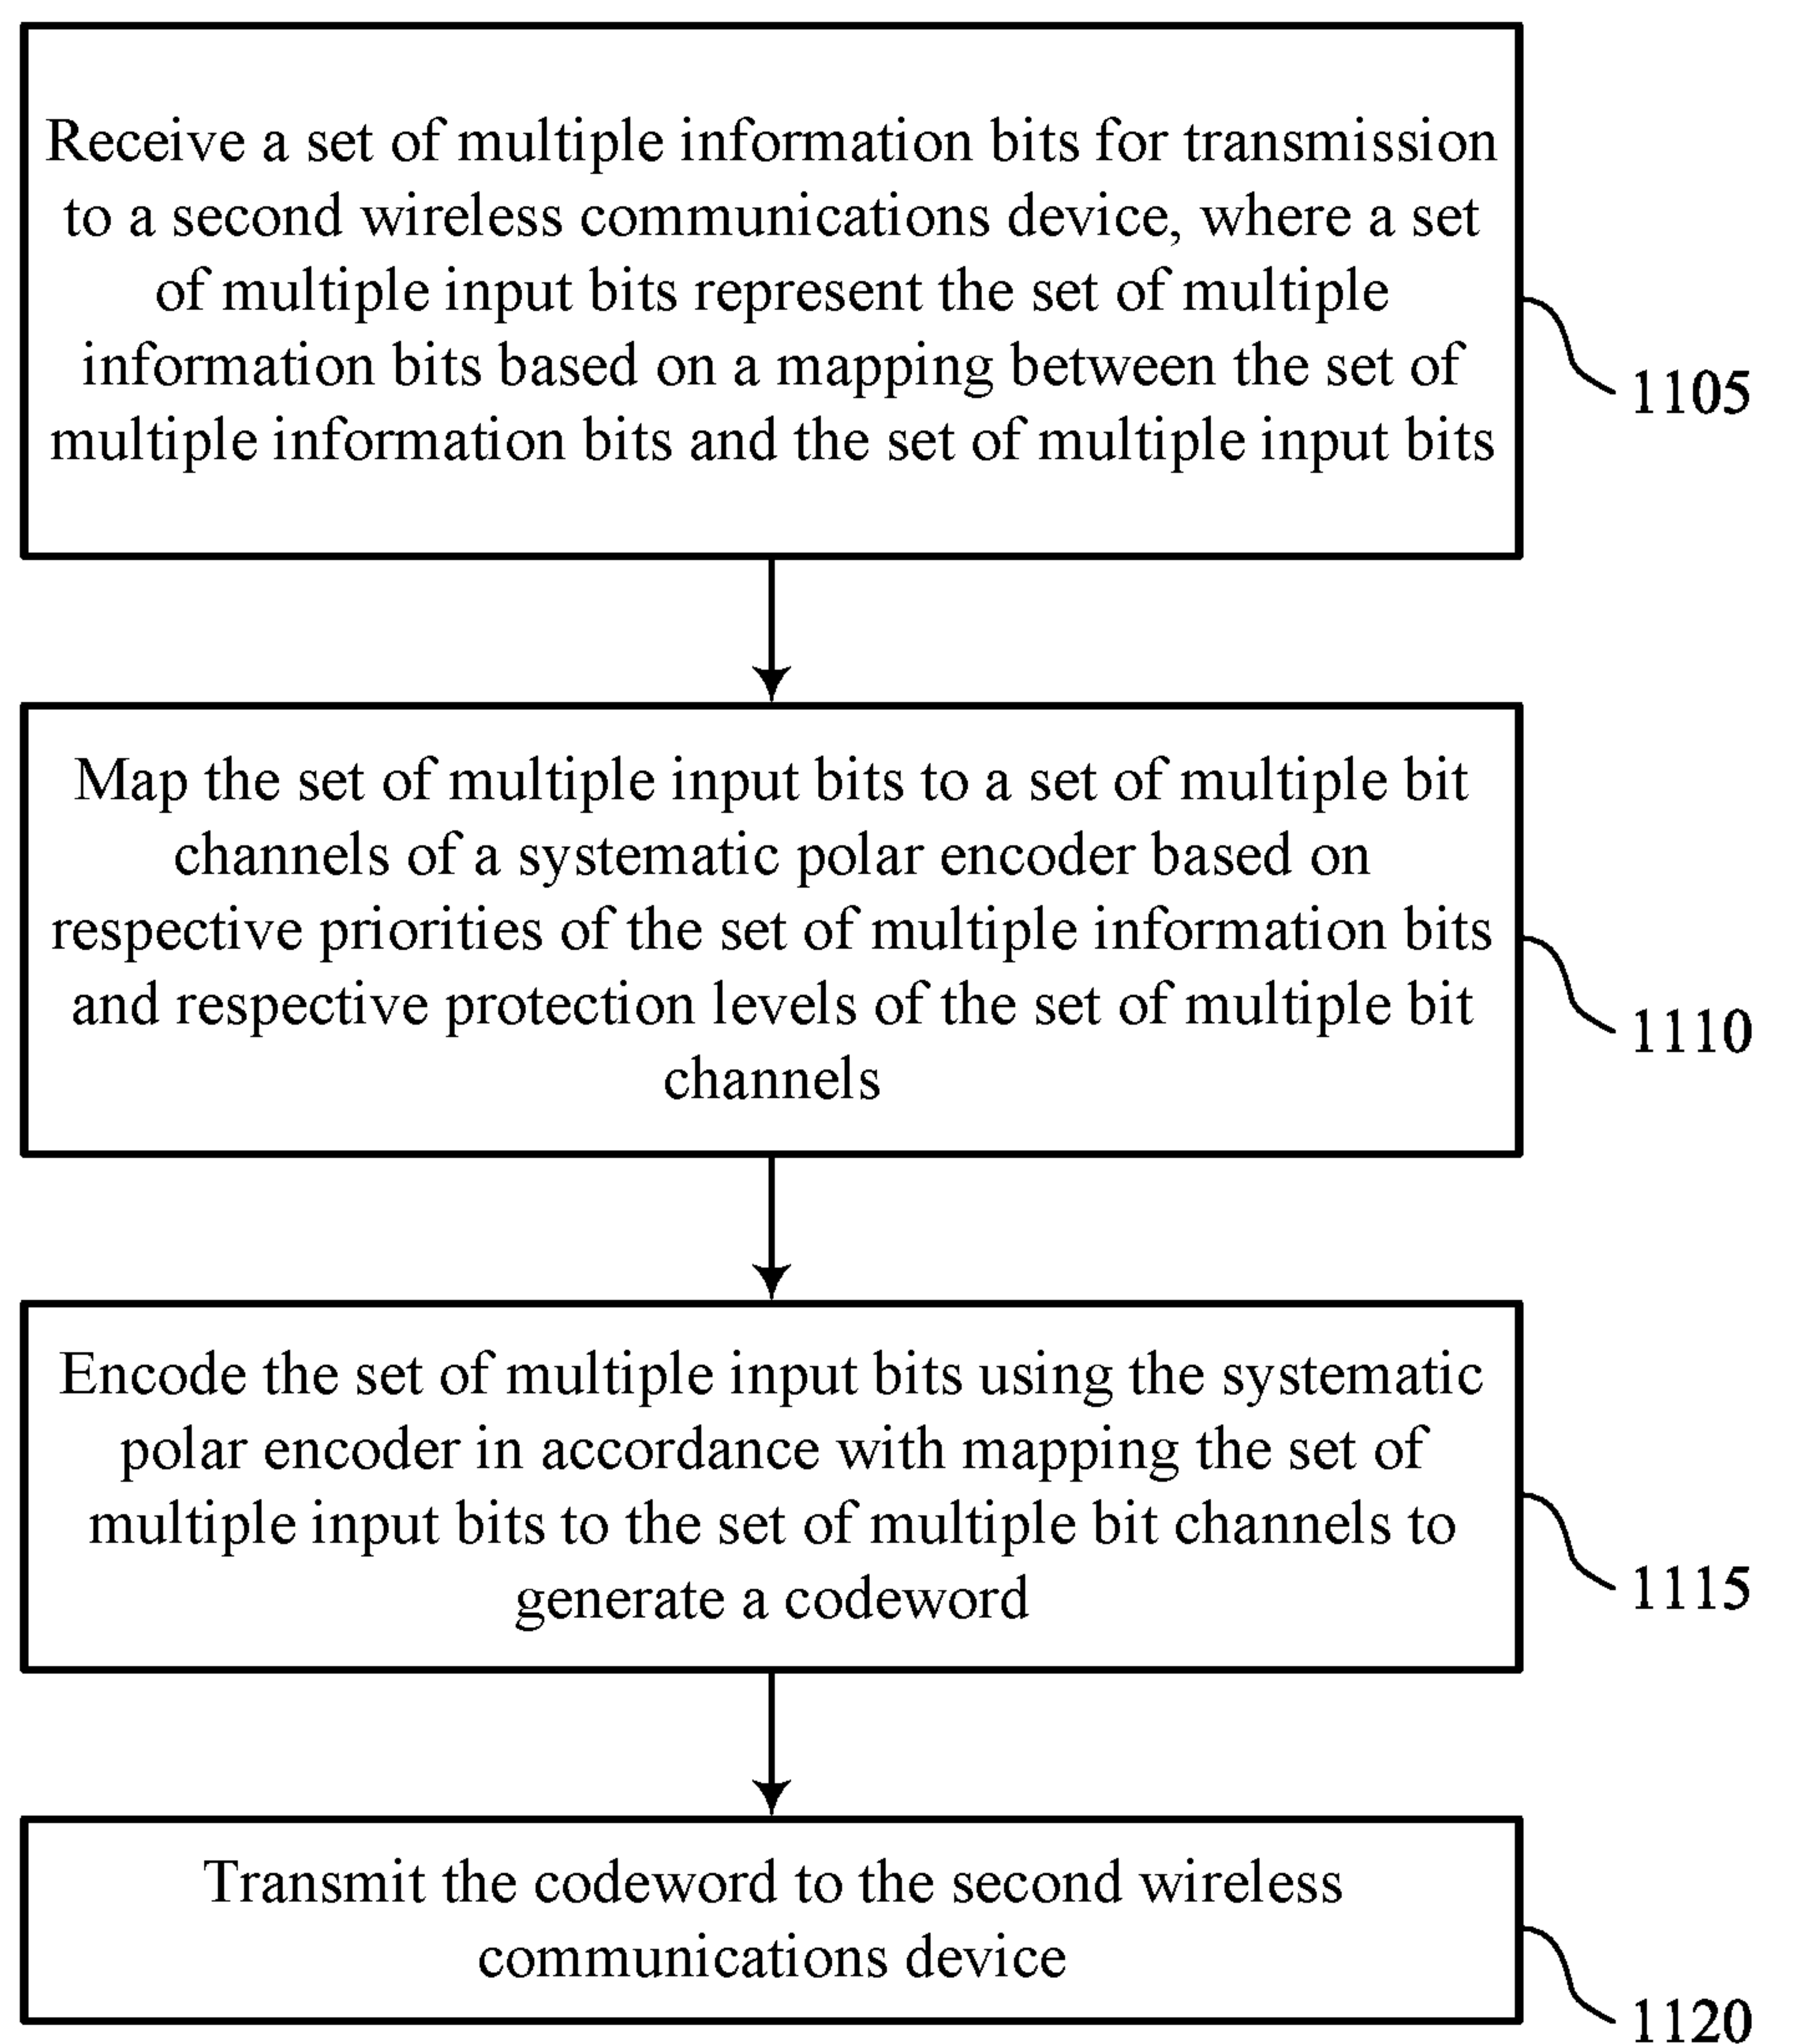 Receive a set of multiple information bits for transmission
to a second wireless communications device, where a set
of multiple input bits represent the set of multiple
information bits based on a mapping between the set of
multiple information bits and the set of multiple input bits
1105
Map the set of multiple input bits to a set of multiple bit
channels of a systematic polar encoder based on
respective priorities of the set of multiple information bits
and respective protection levels of the set of multiple bit
channels
1110
Encode the set of multiple input bits using the systematic
polar encoder in accordance with mapping the set of
multiple input bits to the set of multiple bit channels to
generate a codeword
1115
Transmit the codeword to the second wireless
communications device
1120